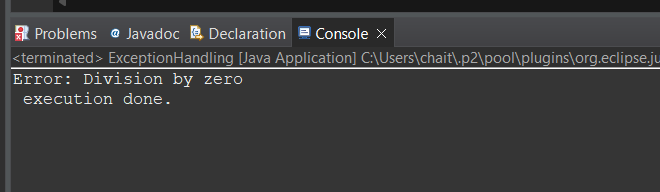 Problems @ Javadoc Declaration Console
<terminated> ExceptionHandling [Java Application] C:\Users\chait\.p2\pool\plugins\org.eclipse.ju
Error: Division by zero
 execution done.